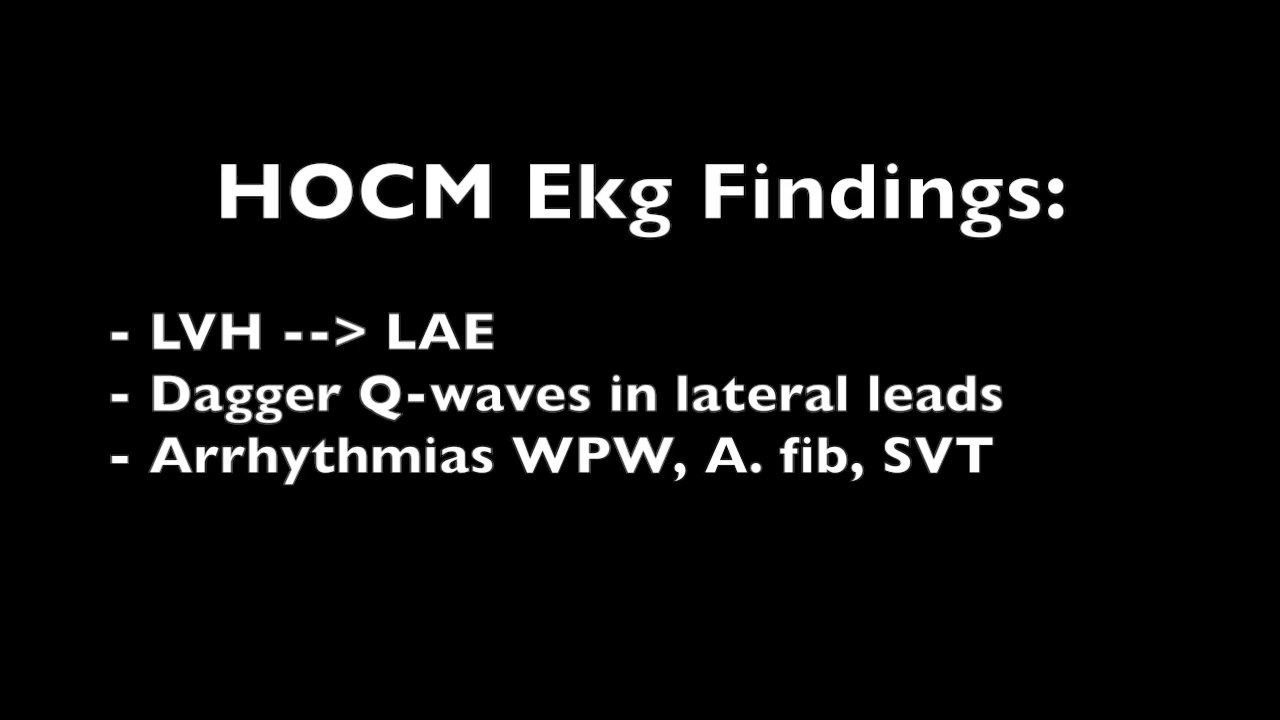 HOCM Ekg Findings:
- LVH --> LAE
- Dagger Q-waves in lateral leads
- Arrhythmias WPW, A. fib, SVT